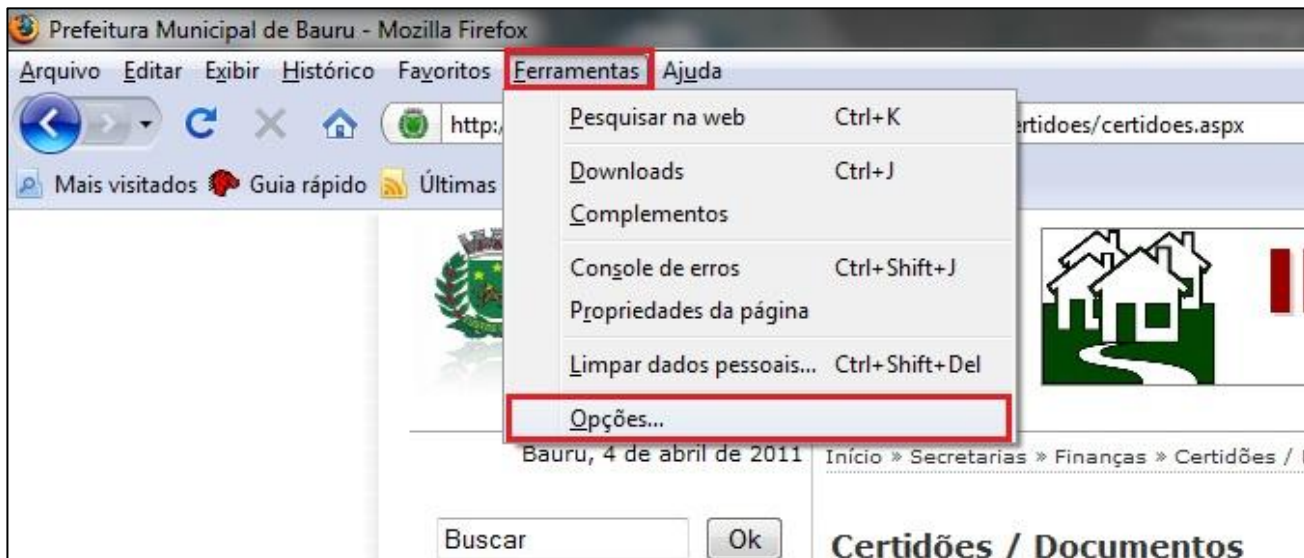 Prefeitura Municipal de Bauru - Mozilla Firefox
Arquivo Editar Exibir Histórico Favoritos Ferramentas Ajuda
http:/ ertidoes/certidoes.aspx
Pesquisar na web Ctrl+K
Mais visitados Guia rápido Últimas
Downloads Ctrl+J
Complementos
Console de erros Ctrl+Shift+J
Propriedades da página
Limpar dados pessoais... Ctrl+Shift+Del
Opções...
Bauru, 4 de abril de 2011
Início » Secretarias » Finanças » Certidões /
Buscar Ok
Certidões / Documentos